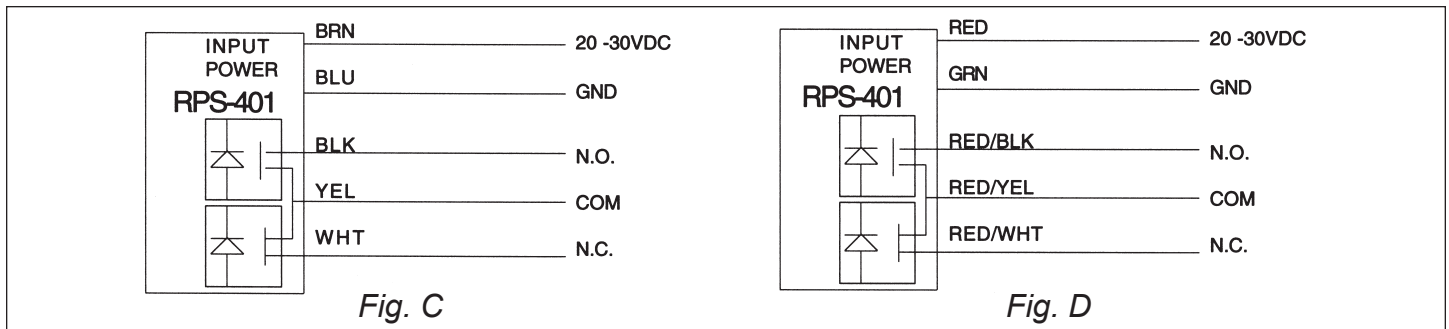 BRN
INPUT POWER
20 -30VDC
BLU
GND
RPS-401
BLK
N.O.
YEL
COM
WHT
N.C.
Fig. C
RED
INPUT POWER
20 -30VDC
GRN
GND
RPS-401
RED/BLK
N.O.
RED/YEL
COM
RED/WHT
N.C.
Fig. D